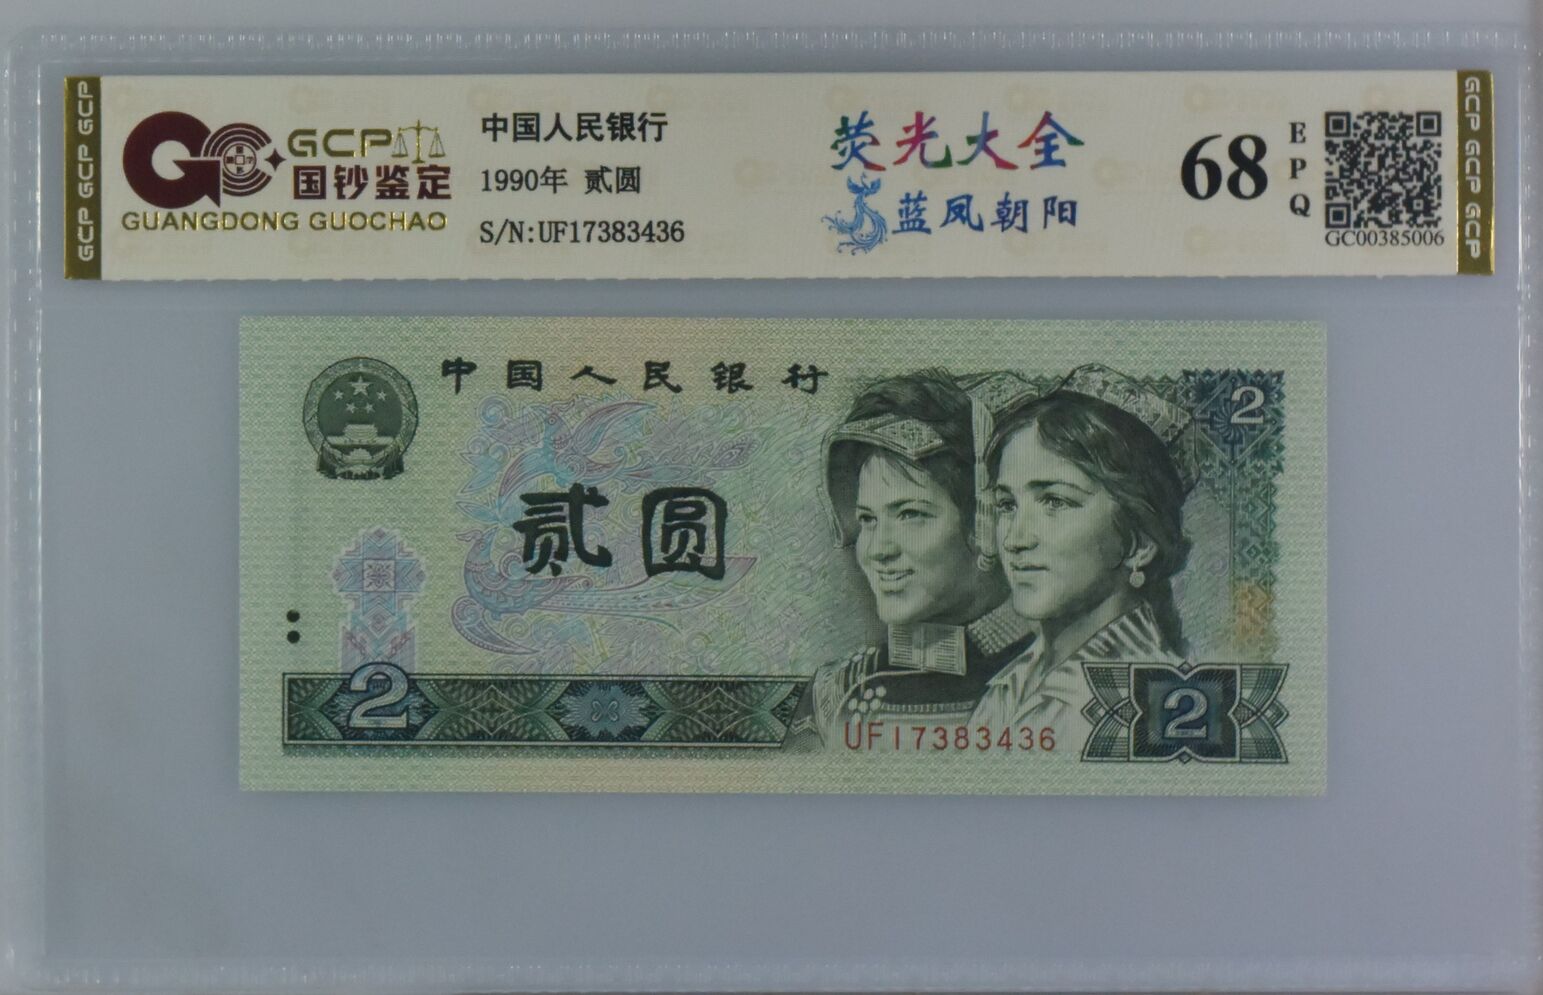 GCP GCP GCP
GCP
国钞鉴定
GUANGDONG GUOCHAO
中国人民银行
1990年 贰圆
S/N:UF17383436
荧光大全
蓝凤朝阳
68
E
P
Q
GC00385006
GCP GCP GCP
中国人民银行
2
贰圆
2
UF17383436
2